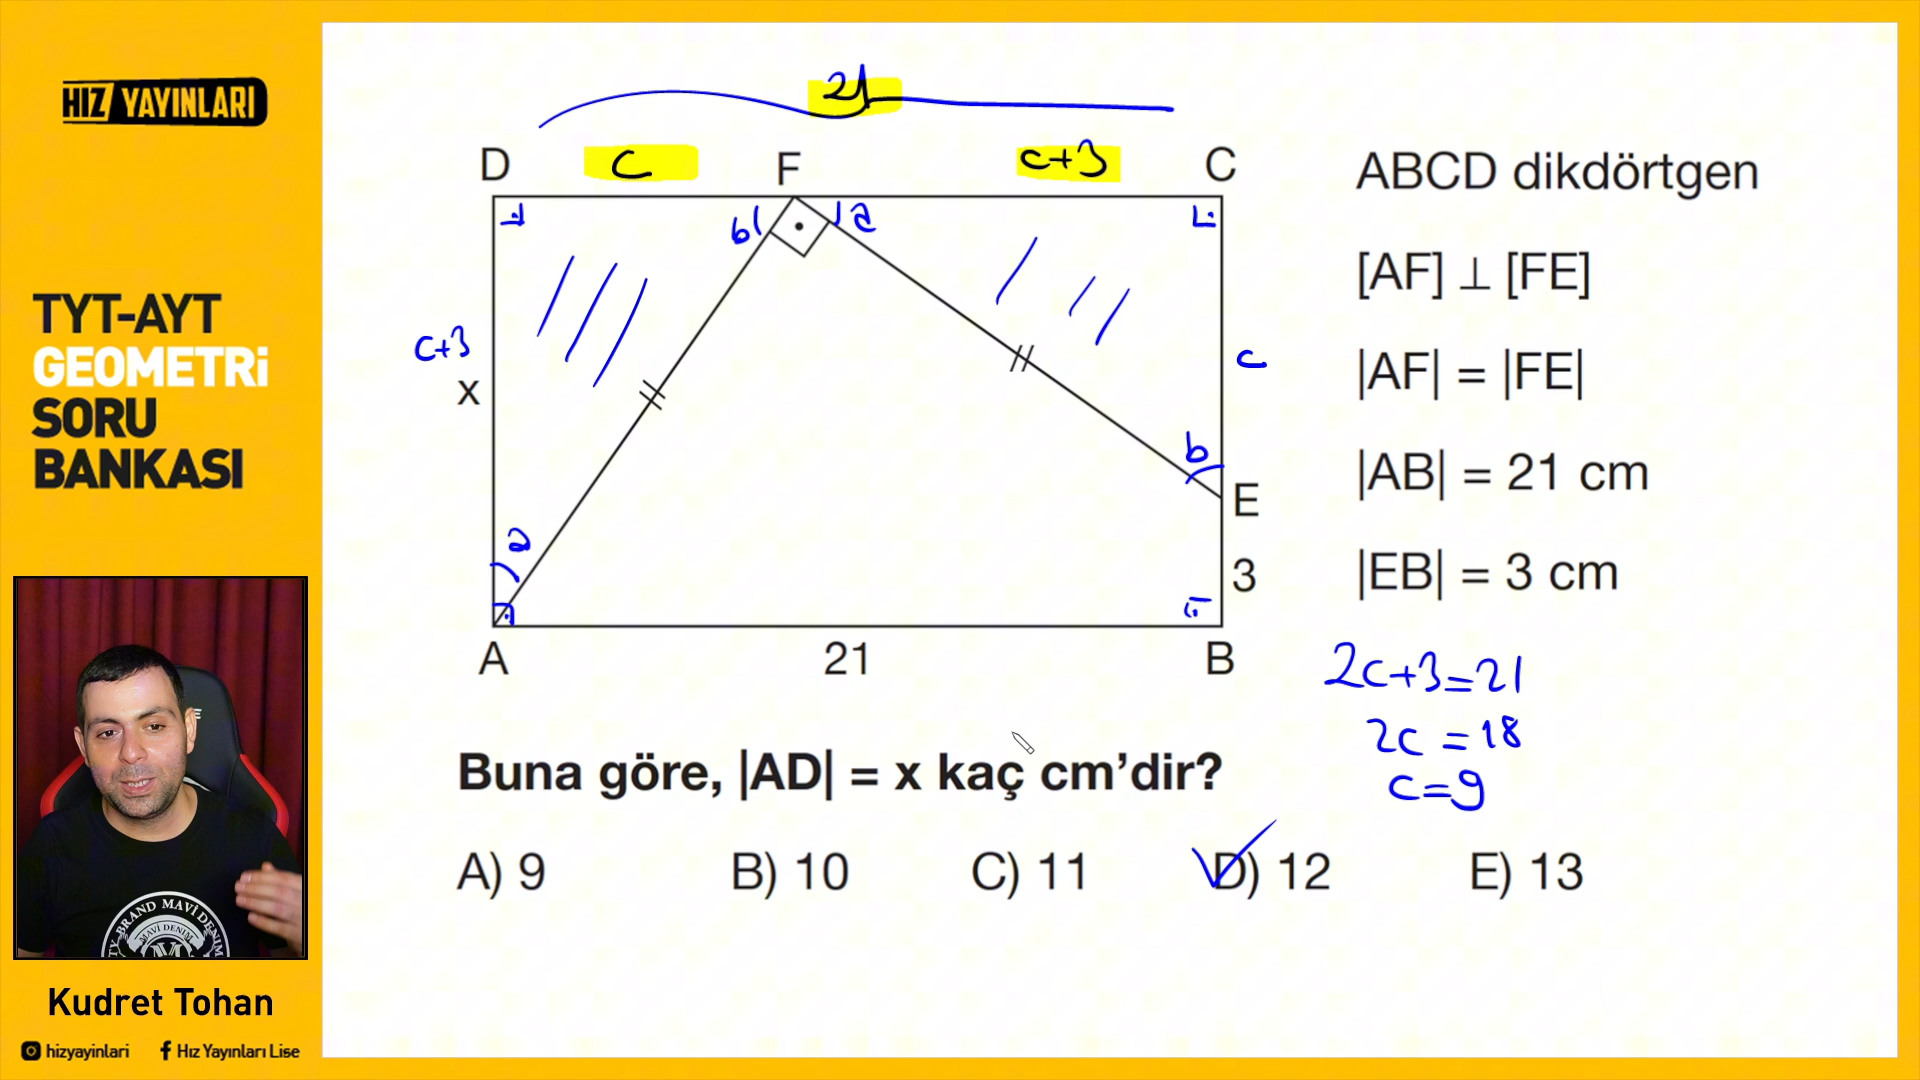 HIZ YAYINLARI
TYT-AYT
GEOMETRİ
SORU
BANKASI
Kudret Tohan
hizyayinlari
Hız Yayınları Lise
21
D
c
F
c+3
C
b
a
c+3
x
c
b
E
a
3
A
21
B
ABCD dikdörtgen
[AF] ⊥ [FE]
|AF| = |FE|
|AB| = 21 cm
|EB| = 3 cm
2c+3=21
2c = 18
c=9
Buna göre, |AD| = x kaç cm'dir?
A) 9 B) 10 C) 11 D) 12 E) 13